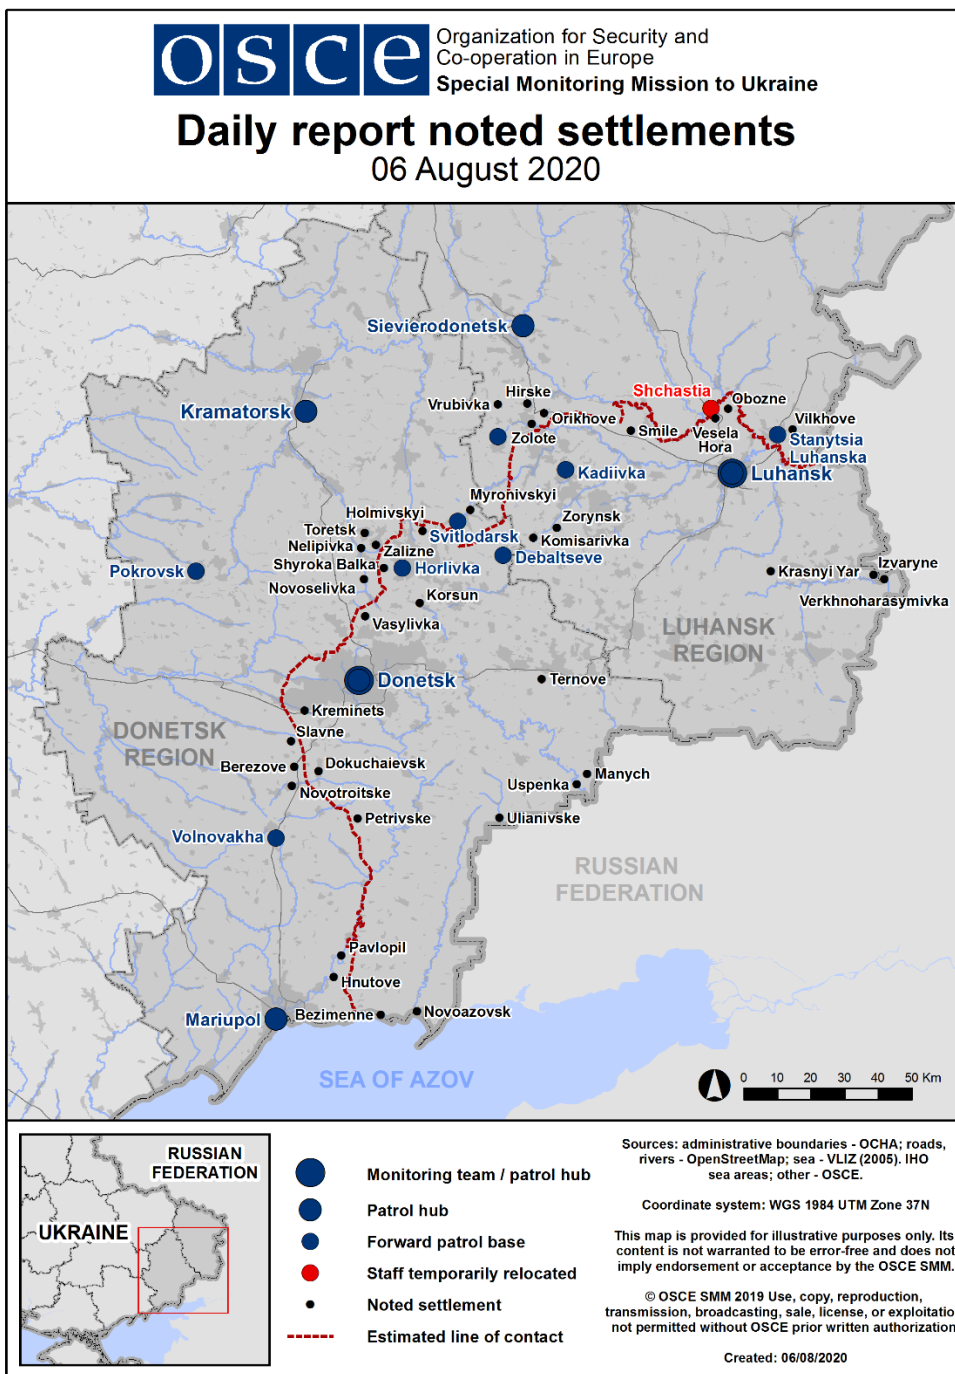 osce
Organization for Security and
Co-operation in Europe
Special Monitoring Mission to Ukraine
Daily report noted settlements
06 August 2020
Sievierodonetsk
Kramatorsk
Hirske
Vrubivka
Orikhove
Zolote
Shchastia
Obozne
Smile
Vesela
Hora
Vilkhove
Stanytsia
Luhanska
Luhansk
Kadiivka
Myronivskyi
Holmivskyi
Toretsk
Nelipivka
Zalizne
Svitlodarsk
Zorynsk
Komisarivka
Debaltseve
Shyroka Balka
Horlivka
Pokrovsk
Novoselivka
Korsun
Vasylivka
Krasnyi Yar
Izvaryne
Verkhnoharasymivka
LUHANSK
REGION
Donetsk
Ternove
Kreminets
DONETSK
REGION
Slavne
Berezove
Dokuchaievsk
Novotroitske
Manych
Uspenka
Petrivske
Ulianivske
Volnovakha
RUSSIAN
FEDERATION
Pavlopil
Hnutove
Mariupol
Bezimenne
Novoazovsk
SEA OF AZOV
0 10 20 30 40 50 Km
RUSSIAN
FEDERATION
UKRAINE
Monitoring team / patrol hub
Patrol hub
Forward patrol base
Staff temporarily relocated
Noted settlement
Estimated line of contact
Sources: administrative boundaries - OCHA; roads,
rivers - OpenStreetMap; sea - VLIZ (2005). IHO
sea areas; other - OSCE.
Coordinate system: WGS 1984 UTM Zone 37N
This map is provided for illustrative purposes only. Its
content is not warranted to be error-free and does not
imply endorsement or acceptance by the OSCE SMM.
© OSCE SMM 2019 Use, copy, reproduction,
transmission, broadcasting, sale, license, or exploitatio
not permitted without OSCE prior written authorization
Created: 06/08/2020